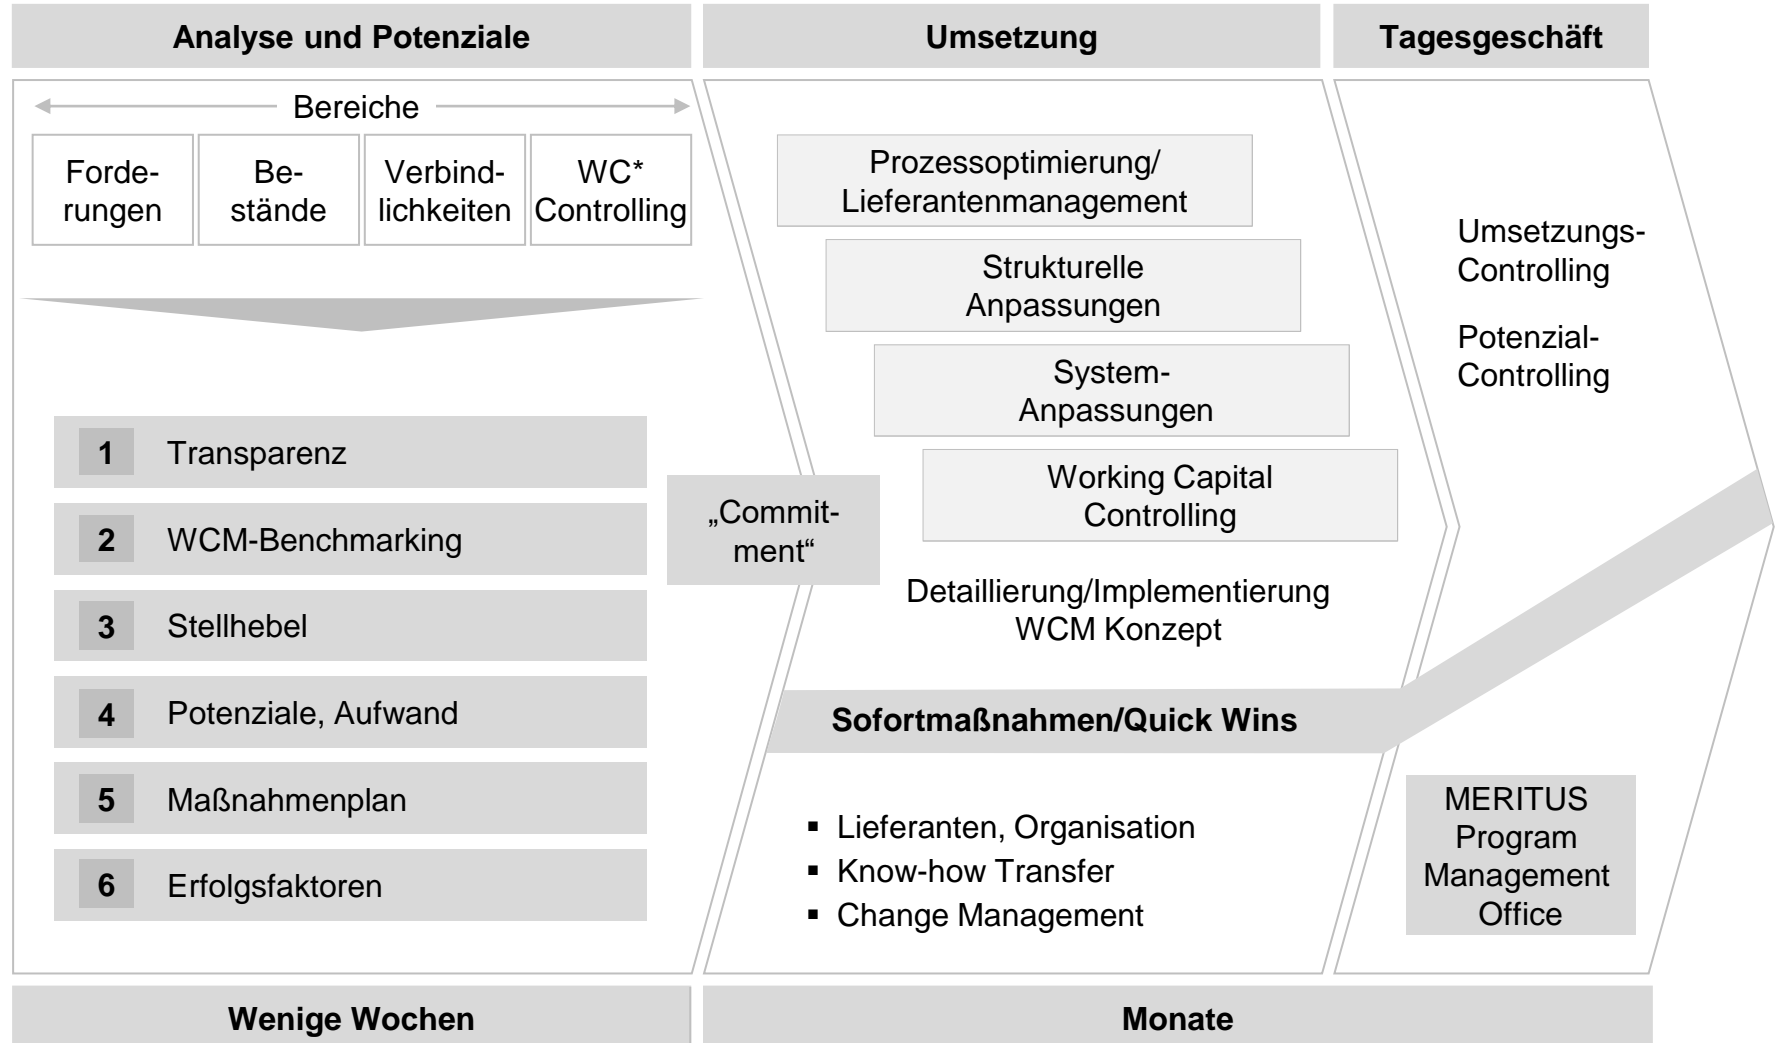 Analyse und Potenziale
Umsetzung
Tagesgeschäft
Bereiche
Forde-
rungen
Be-
stände
Verbind-
lichkeiten
WC*
Controlling
1 Transparenz
2 WCM-Benchmarking
3 Stellhebel
4 Potenziale, Aufwand
5 Maßnahmenplan
6 Erfolgsfaktoren
„Commit-
ment“
Prozessoptimierung/
Lieferantenmanagement
Strukturelle
Anpassungen
System-
Anpassungen
Working Capital
Controlling
Detaillierung/Implementierung
WCM Konzept
Sofortmaßnahmen/Quick Wins
▪ Lieferanten, Organisation
▪ Know-how Transfer
▪ Change Management
Umsetzungs-
Controlling
Potenzial-
Controlling
MERITUS
Program
Management
Office
Wenige Wochen
Monate